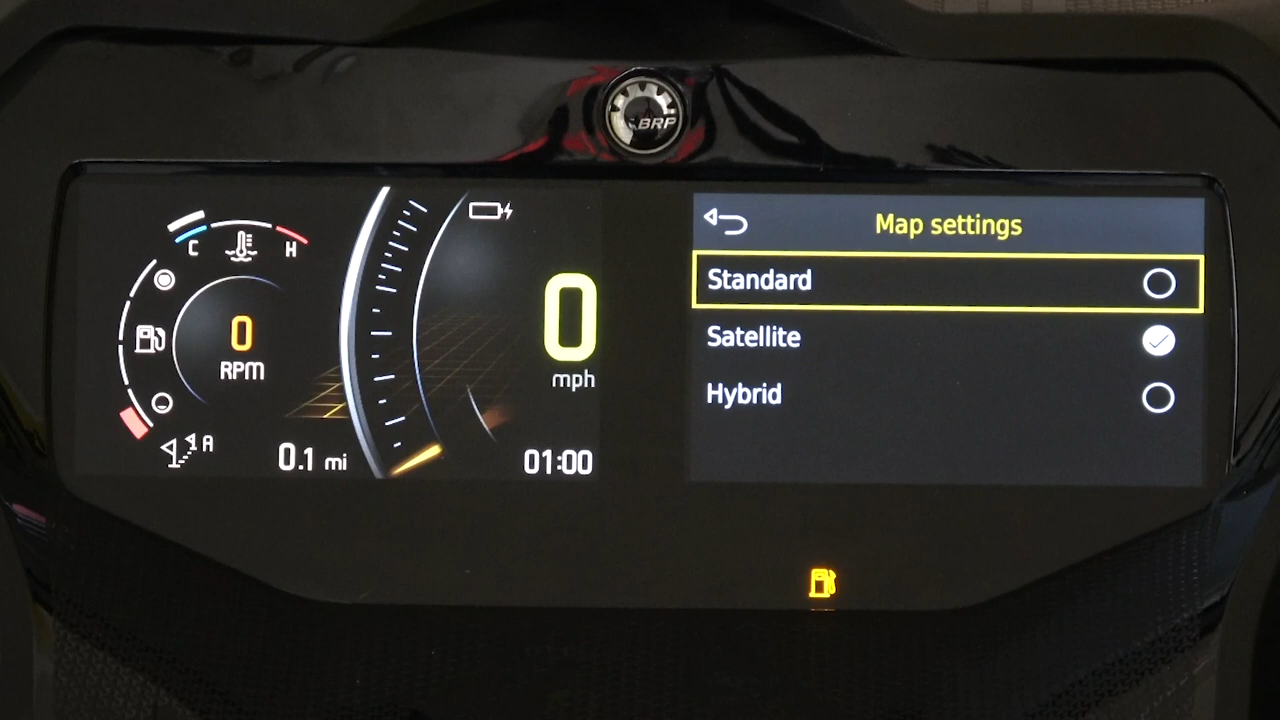 BRP
C
H
0
RPM
A
0.1 mi
0
mph
01:00
Map settings
Standard
Satellite
Hybrid